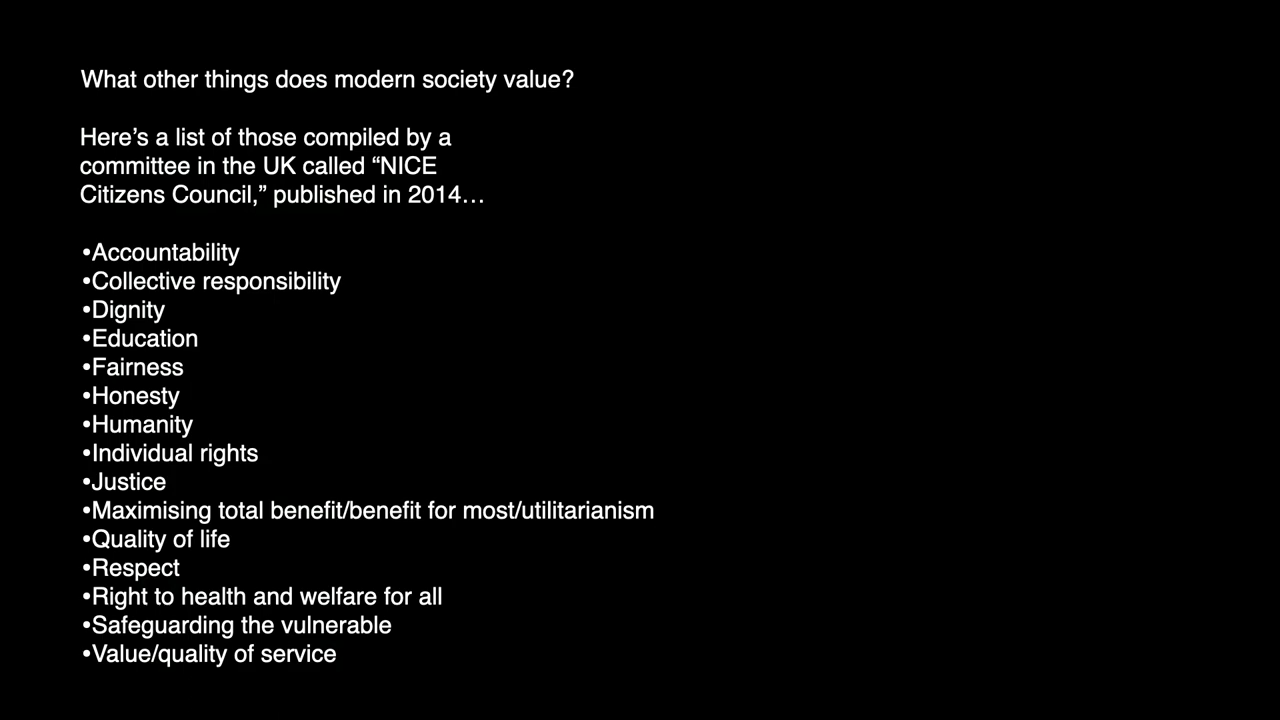 What other things does modern society value?
Here’s a list of those compiled by a
committee in the UK called “NICE
Citizens Council,” published in 2014…
•Accountability
•Collective responsibility
•Dignity
•Education
•Fairness
•Honesty
•Humanity
•Individual rights
•Justice
•Maximising total benefit/benefit for most/utilitarianism
•Quality of life
•Respect
•Right to health and welfare for all
•Safeguarding the vulnerable
•Value/quality of service